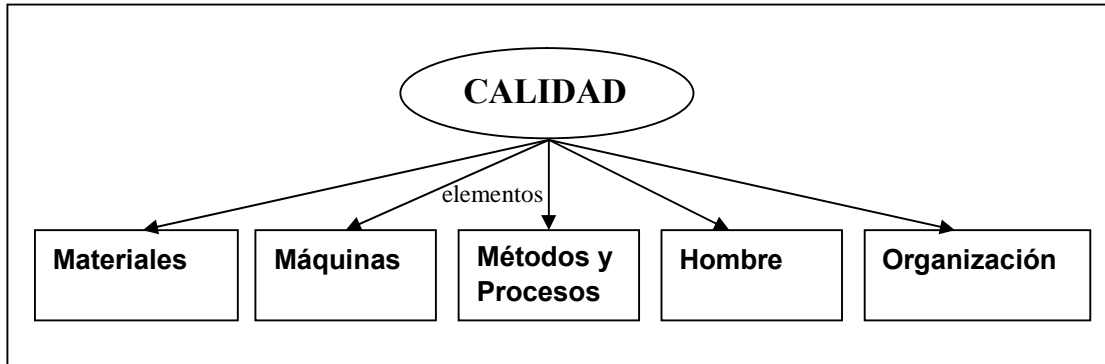 CALIDAD
elementos
Materiales
Máquinas
Métodos y
Procesos
Hombre
Organización